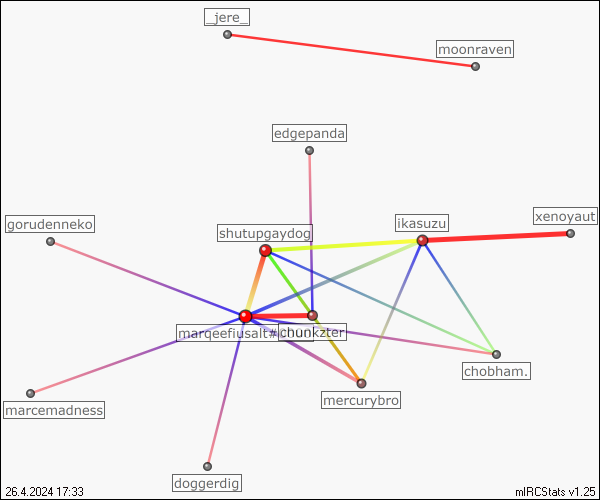 _jere_
moonraven
edgepanda
xenoyaut
gorudenneko
ikasuzu
shutupgaydog
marqeefiusalt#
chunkzter
chobham.
mercurybro
marcemadness
doggerdig
26.4.2024 17:33
mIRCStats v1.25